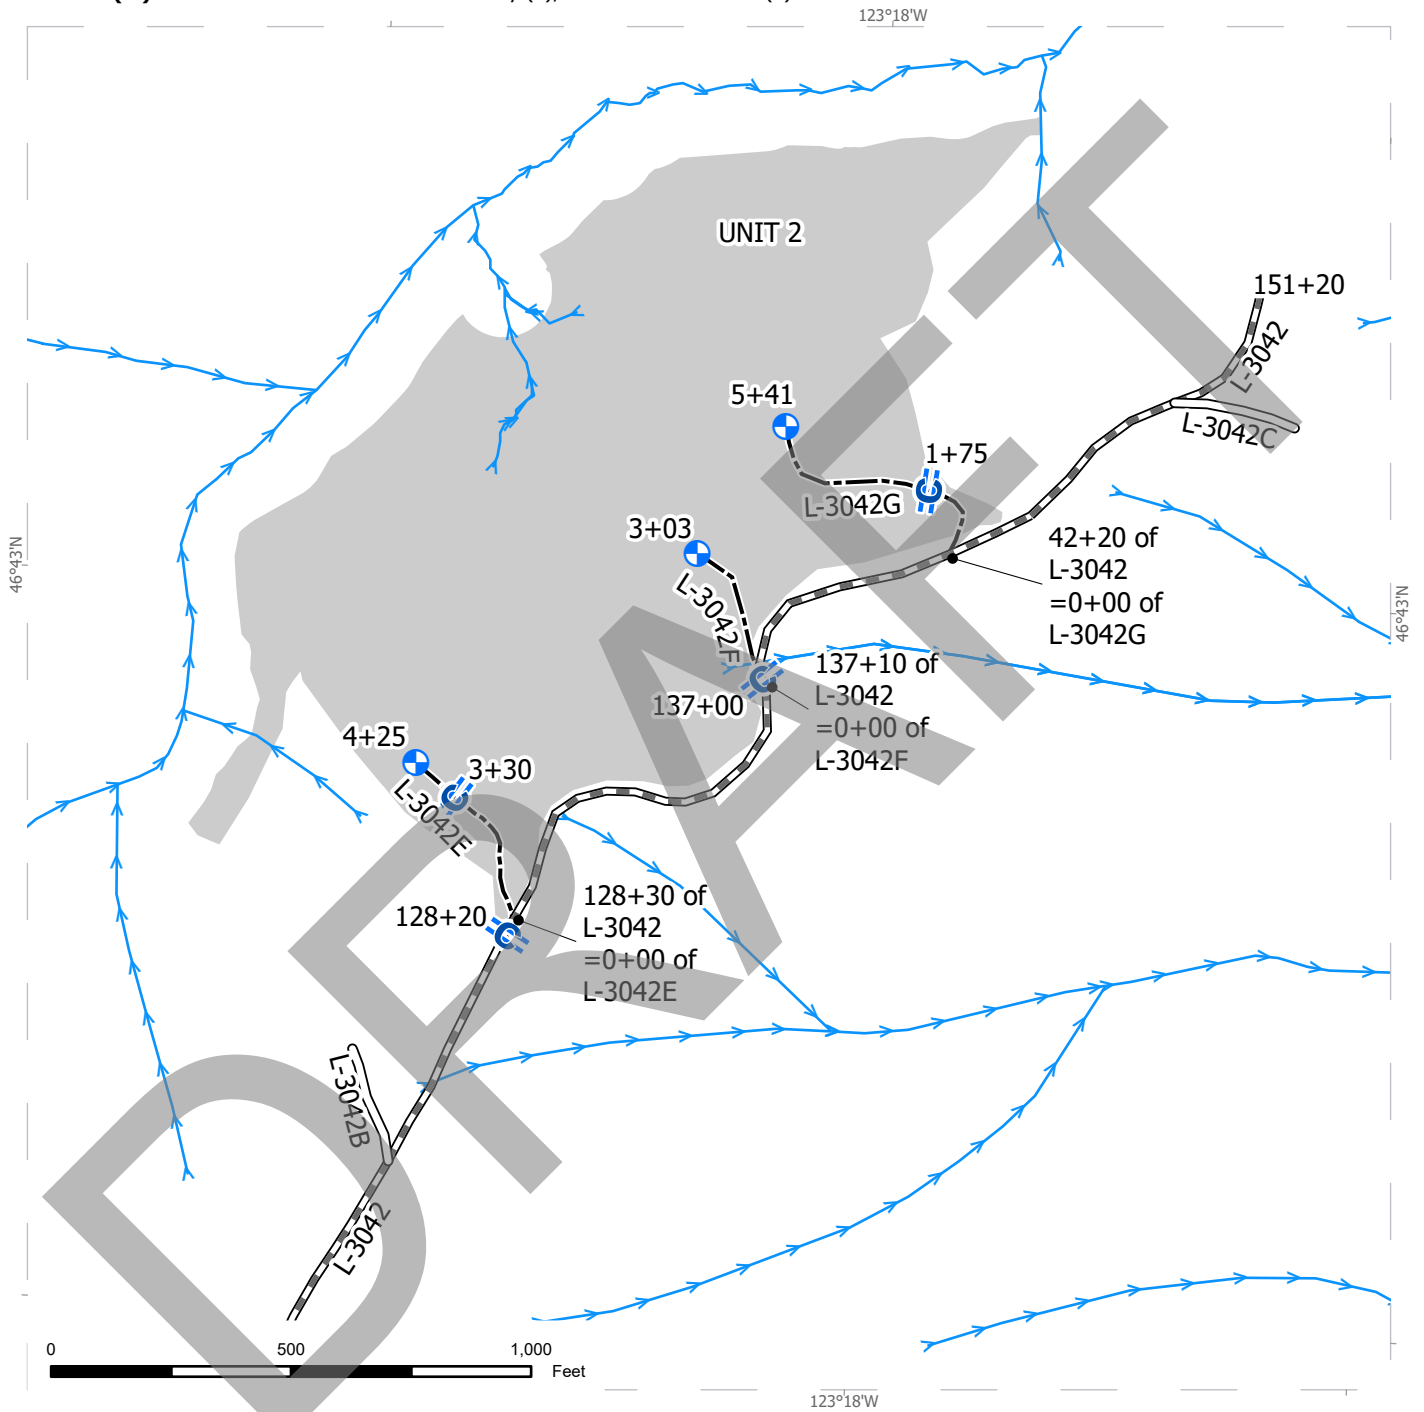 123°18'W
UNIT 2
151+20
L-3042
L-3042C
5+41
1+75
L-3042G
3+03
L-3042F
42+20 of
L-3042
=0+00 of
L-3042G
46°43'N
46°43'N
137+10 of
L-3042
=0+00 of
L-3042F
137+00
4+25
3+30
L-3042E
128+20
128+30 of
L-3042
=0+00 of
L-3042E
L-3042B
L-3042
DRAFT
0 500 1,000
Feet
123°18'W